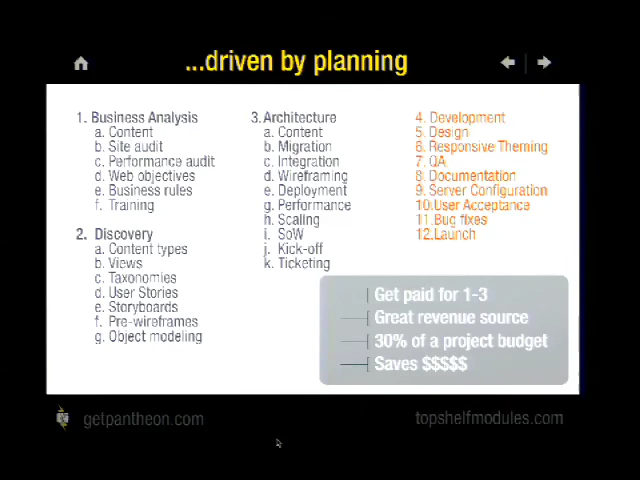 ...driven by planning
1. Business Analysis
a. Content
b. Site audit
c. Performance audit
d. Web objectives
e. Business rules
f. Training
2. Discovery
a. Content types
b. Views
c. Taxonomies
d. User Stories
e. Storyboards
f. Pre-wireframes
g. Object modeling
3. Architecture
a. Content
b. Migration
c. Integration
d. Wireframing
e. Deployment
g. Performance
h. Scaling
i. SoW
j. Kick-off
k. Ticketing
4. Development
5. Design
6. Responsive Theming
7. QA
8. Documentation
9. Server Configuration
10. User Acceptance
11. Bug fixes
12. Launch
Get paid for 1-3
Great revenue source
30% of a project budget
Saves $$$$$
getpantheon.com
topshelfmodules.com